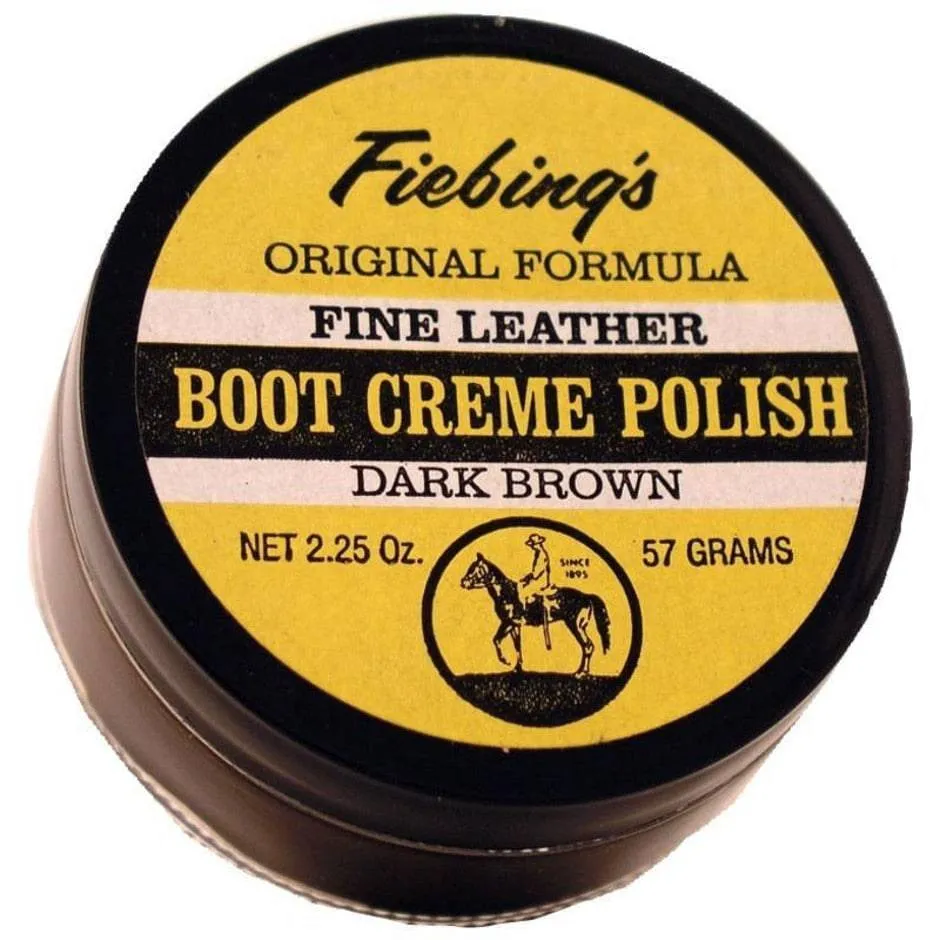 Fiebing's
ORIGINAL FORMULA
FINE LEATHER
BOOT CREME POLISH
DARK BROWN
NET 2.25 Oz.
SINCE
1895
57 GRAMS